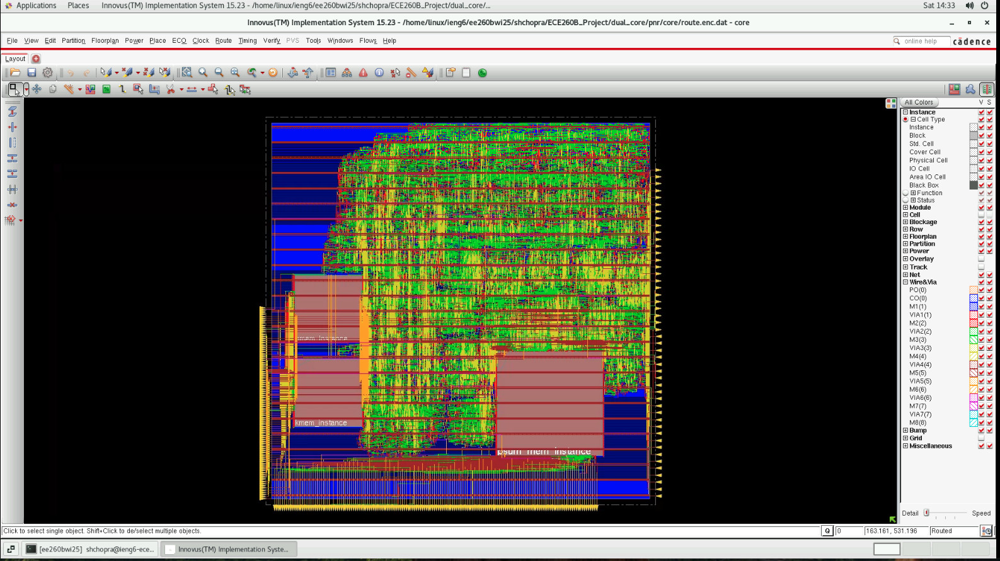 Applications Places Innovus(TM) Implementation System 15.23 - /home/linux/ieng6/ee260bwi25/shchopra/ECE260B_Project/dual_core/... Sat 14:33
Innovus(TM) Implementation System 15.23 - /home/linux/ieng6/ee260bwi25/shchopra/ECE260B_Project/dual_core/pnr/core/route.enc.dat - core
File View Edit Partition Floorplan Power Place ECO Clock Route Timing Verify PVS Tools Windows Flows Help online help cādence
Layout
All Colors V S
Instance
Cell Type
Instance
Block
Std. Cell
Cover Cell
Physical Cell
IO Cell
Area IO Cell
Black Box
Function
Status
Module
Cell
Blockage
Row
Floorplan
Partition
Power
Overlay
Track
Net
Wire&Via
PO(0)
CO(0)
M1(1)
VIA1(1)
M2(2)
VIA2(2)
M3(3)
VIA3(3)
M4(4)
VIA4(4)
M5(5)
VIA5(5)
M6(6)
VIA6(6)
M7(7)
VIA7(7)
M8(8)
Bump
Grid
Miscellaneous
kmem_instance
psum_mem_instance
Detail Speed
Click to select single object. Shift+Click to de/select multiple objects. Q 0 163.161, 531.196 Routed
[ee260bwi25] shchopra@ieng6-ece... Innovus(TM) Implementation Syste...